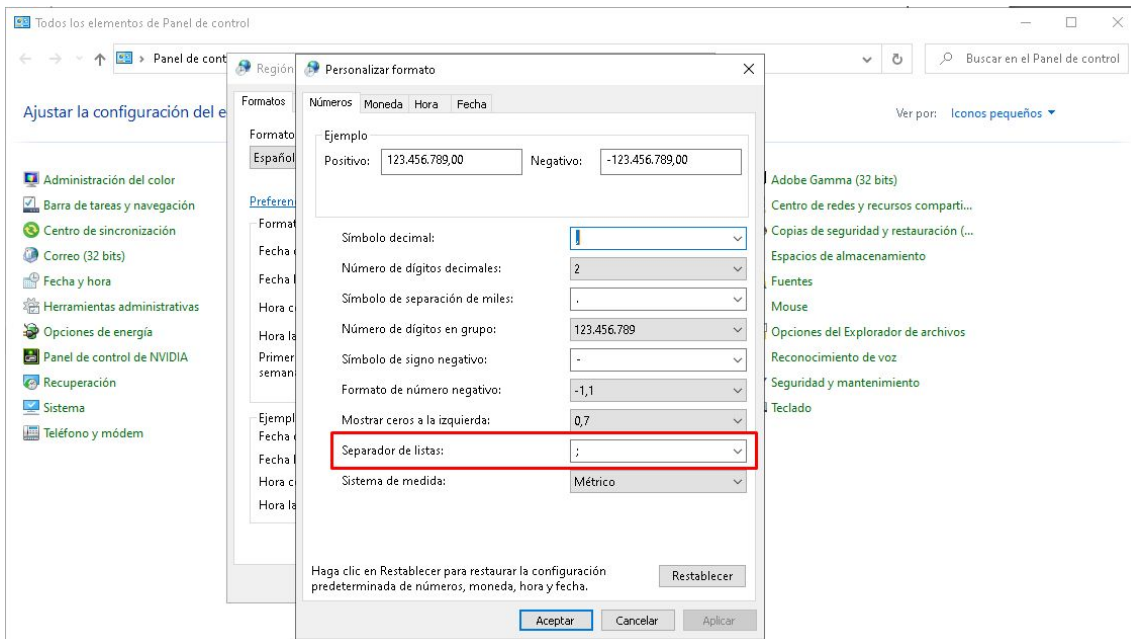 Todos los elementos de Panel de control
Panel de cont
Buscar en el Panel de control
Ajustar la configuración del e
Ver por: Iconos pequeños
Administración del color
Barra de tareas y navegación
Centro de sincronización
Correo (32 bits)
Fecha y hora
Herramientas administrativas
Opciones de energía
Panel de control de NVIDIA
Recuperación
Sistema
Teléfono y módem
Región
Formatos
Formato
Español
Preferen
Format
Fecha
Fecha l
Hora c
Hora la
Primer
seman
Ejempl
Fecha
Fecha l
Hora c
Hora la
Personalizar formato
Números Moneda Hora Fecha
Ejemplo
Positivo: 123.456.789,00 Negativo: -123.456.789,00
Símbolo decimal: ,
Número de dígitos decimales: 2
Símbolo de separación de miles: .
Número de dígitos en grupo: 123.456.789
Símbolo de signo negativo: -
Formato de número negativo: -1,1
Mostrar ceros a la izquierda: 0,7
Separador de listas: ;
Sistema de medida: Métrico
Haga clic en Restablecer para restaurar la configuración
predeterminada de números, moneda, hora y fecha.
Restablecer
Aceptar Cancelar Aplicar
Adobe Gamma (32 bits)
Centro de redes y recursos comparti...
Copias de seguridad y restauración (...
Espacios de almacenamiento
Fuentes
Mouse
Opciones del Explorador de archivos
Reconocimiento de voz
Seguridad y mantenimiento
Teclado